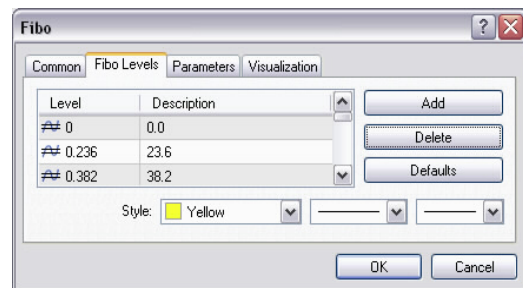 Fibo
Common Fibo Levels Parameters Visualization
Level Description
0 0.0
0.236 23.6
0.382 38.2
Add
Delete
Defaults
Style: Yellow
OK Cancel